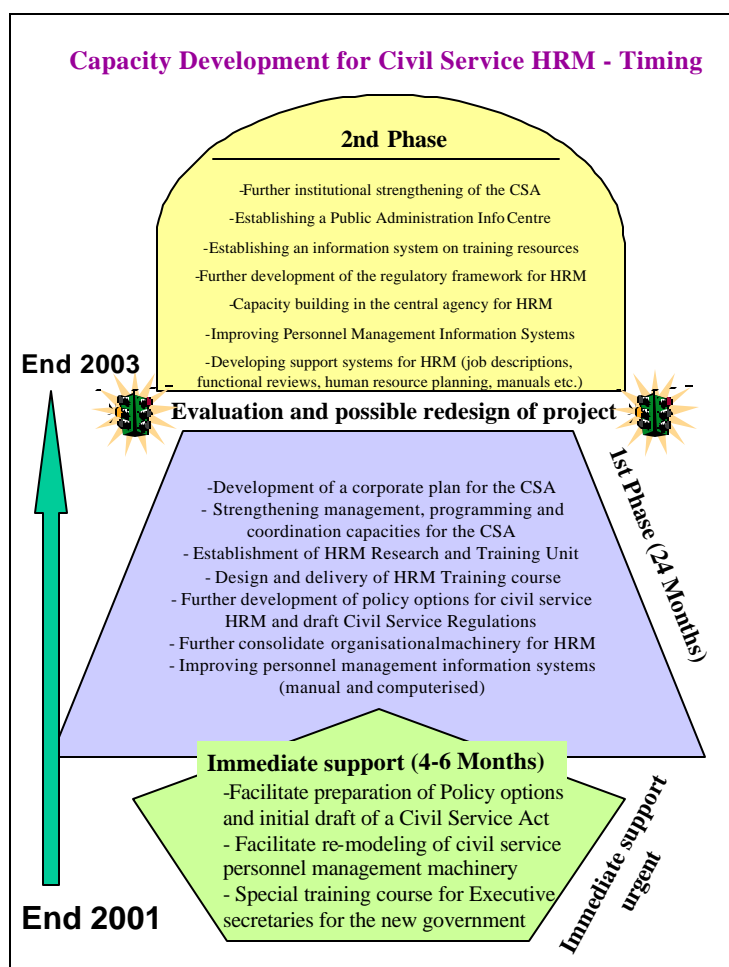 Capacity Development for Civil Service HRM - Timing
2nd Phase
-Further institutional strengthening of the CSA
-Establishing a Public Administration Info Centre
-Establishing an information system on training resources
-Further development of the regulatory framework for HRM
-Capacity building in the central agency for HRM
-Improving Personnel Management Information Systems
-Developing support systems for HRM (job descriptions,
functional reviews, human resource planning, manuals etc.)
End 2003
Evaluation and possible redesign of project
1st Phase (24 Months)
-Development of a corporate plan for the CSA
- Strengthening management, programming and
coordination capacities for the CSA
- Establishment of HRM Research and Training Unit
- Design and delivery of HRM Training course
- Further development of policy options for civil service
HRM and draft Civil Service Regulations
- Further consolidate organisationalmachinery for HRM
- Improving personnel management information systems
(manual and computerised)
Immediate support (4-6 Months)
-Facilitate preparation of Policy options
and initial draft of a Civil Service Act
- Facilitate re-modeling of civil service
personnel management machinery
- Special training course for Executive
secretaries for the new government
Immediate support
urgent
End 2001